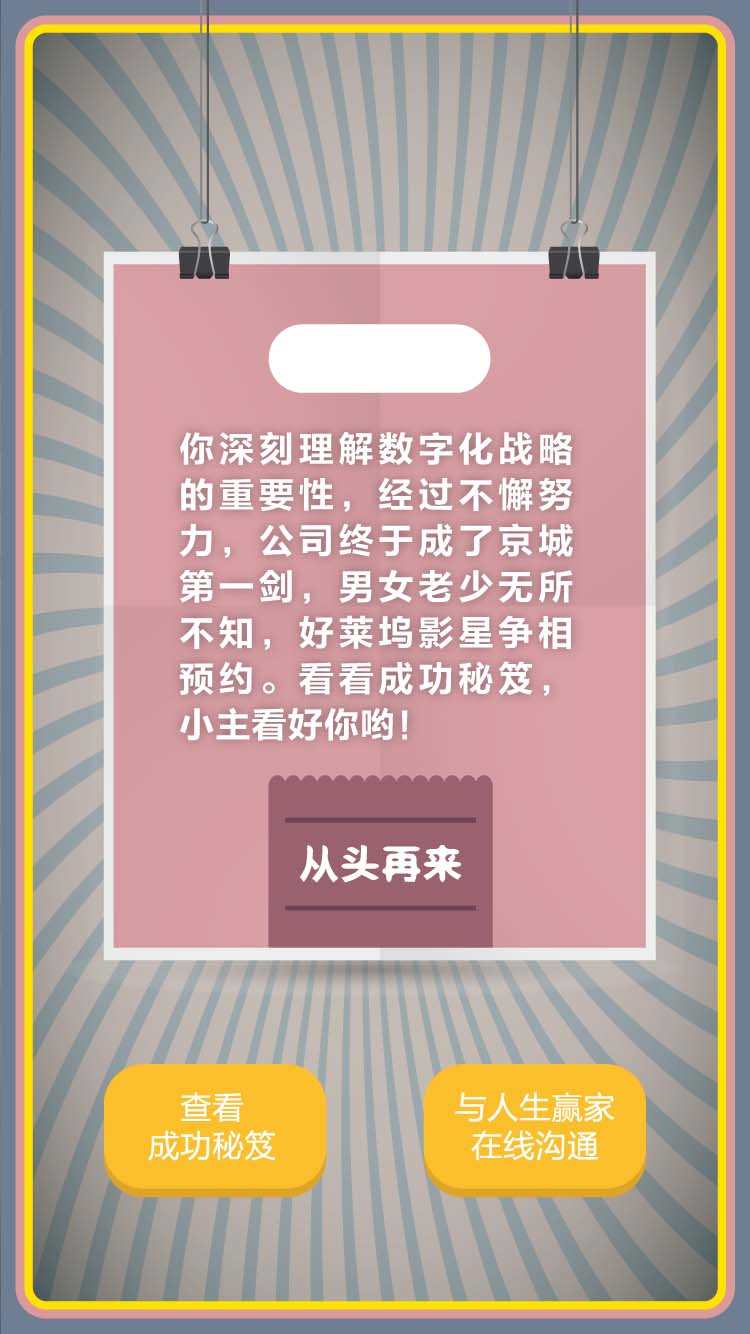 你深刻理解数字化战略
的重要性，经过不懈努
力，公司终于成了京城
第一剑，男女老少无所
不知，好莱坞影星争相
预约。看看成功秘笈，
小主看好你哟！
从头再来
查看
成功秘笈
与人生赢家
在线沟通